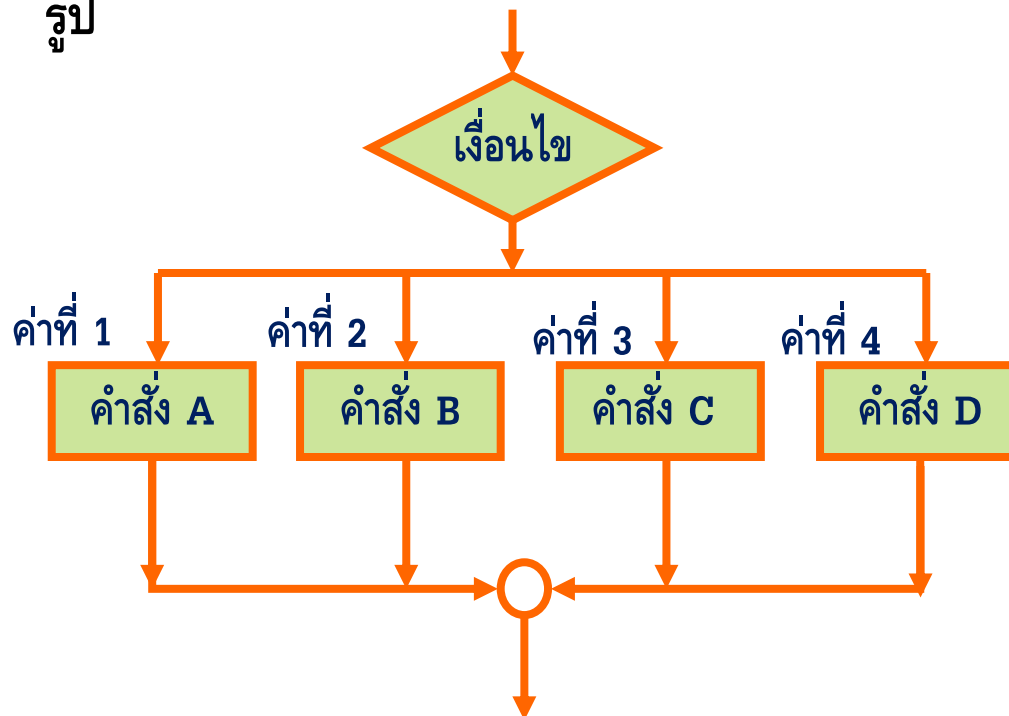 รูป
เงื่อนไข
ค่าที่ 1
ค่าที่ 2
ค่าที่ 3
ค่าที่ 4
คำสั่ง A
คำสั่ง B
คำสั่ง C
คำสั่ง D